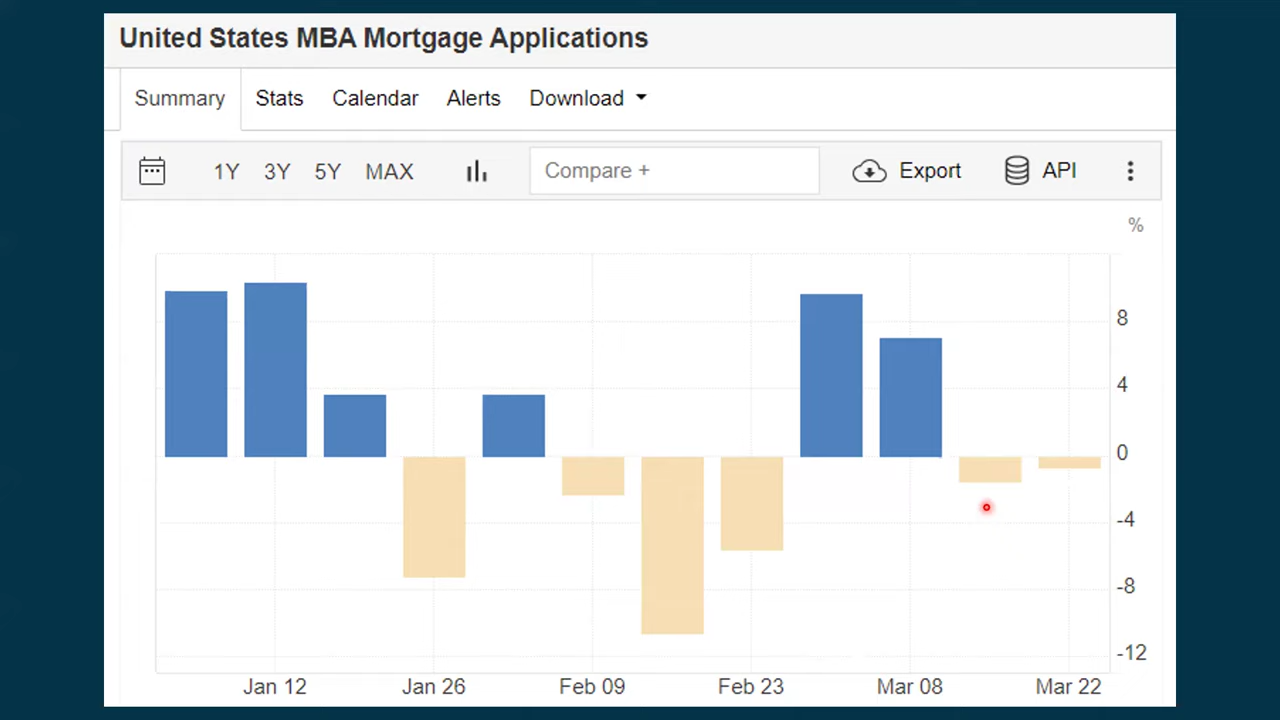 United States MBA Mortgage Applications
Summary Stats Calendar Alerts Download
1Y 3Y 5Y MAX Compare + Export API
%
8
4
0
-4
-8
-12
Jan 12 Jan 26 Feb 09 Feb 23 Mar 08 Mar 22